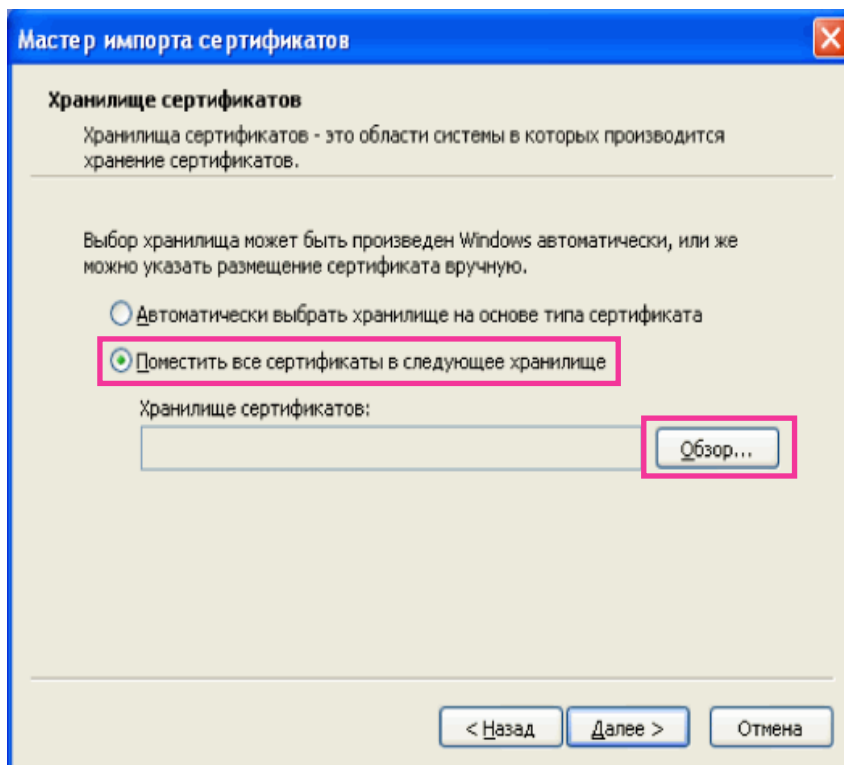 Мастер импорта сертификатов
Хранилище сертификатов
Хранилища сертификатов - это области системы в которых производится
хранение сертификатов.
Выбор хранилища может быть произведен Windows автоматически, или же
можно указать размещение сертификата вручную.
Автоматически выбрать хранилище на основе типа сертификата
Поместить все сертификаты в следующее хранилище
Хранилище сертификатов:
Обзор...
< Назад Далее > Отмена